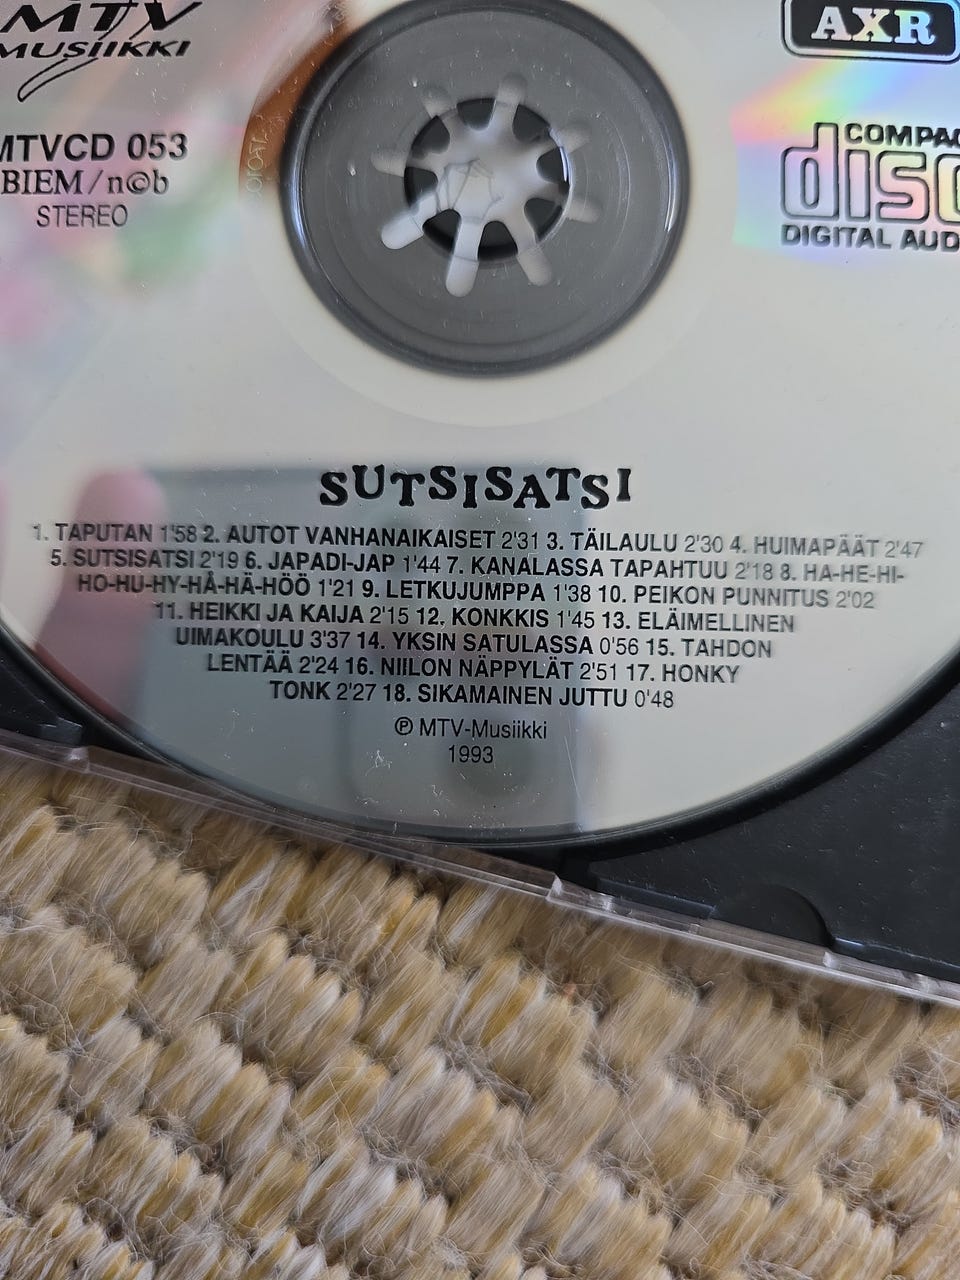 MTV
MUSIIKKI
AXR
MTVCD 053
BIEM/n©b
STEREO
COMPAC
disc
DIGITAL AUD
SUTSISATSI
1. TAPUTAN 1'58 2. AUTOT VANHANAIKAISET 2'31 3. TÄILAULU 2'30 4. HUIMAPÄÄT 2'47
5. SUTSISATSI 2'19 6. JAPADI-JAP 1'44 7. KANALASSA TAPAHTUU 2'18 8. HA-HE-HI-
HO-HU-HY-HÅ-HÄ-HÖÖ 1'21 9. LETKUJUMPPA 1'38 10. PEIKON PUNNITUS 2'02
11. HEIKKI JA KAIJA 2'15 12. KONKKIS 1'45 13. ELÄIMELLINEN
UIMAKOULU 3'37 14. YKSIN SATULASSA 0'56 15. TAHDON
LENTÄÄ 2'24 16. NIILON NÄPPYLÄT 2'51 17. HONKY
TONK 2'27 18. SIKAMAINEN JUTTU 0'48
℗ MTV-Musiikki
1993